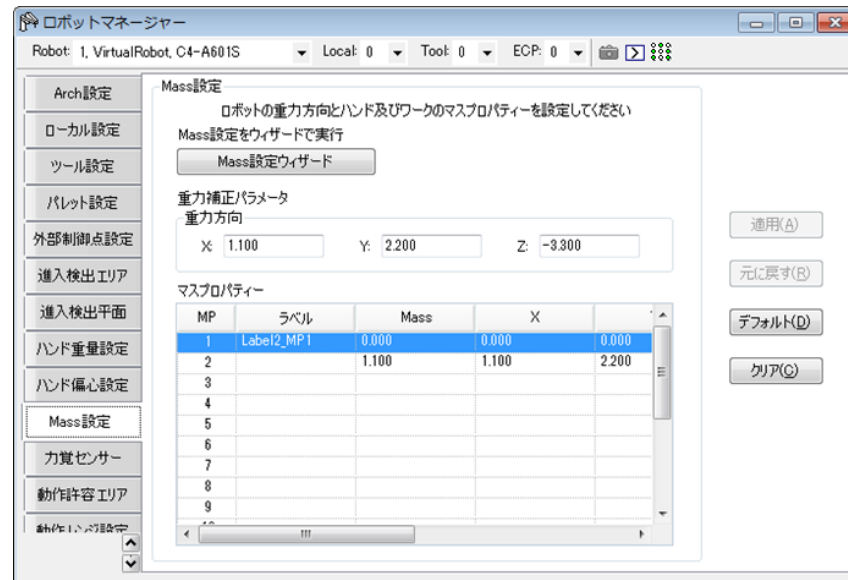 ロボットマネージャー
Robot: 1, VirtualRobot, C4-A601S Local: 0 Tool: 0 ECP: 0
Arch設定
ローカル設定
ツール設定
パレット設定
外部制御点設定
進入検出エリア
進入検出平面
ハンド重量設定
ハンド偏心設定
Mass設定
力覚センサー
動作許容エリア
動作レンジ設定
Mass設定
ロボットの重力方向とハンド及びワークのマスプロパティーを設定してください
Mass設定をウィザードで実行
Mass設定ウィザード
重力補正パラメータ
重力方向
X: 1.100 Y: 2.200 Z: -3.300
マスプロパティー
MP ラベル Mass X
1 Label2_MP1 0.000 0.000 0.000
2 1.100 1.100 2.200
3
4
5
6
7
8
9
適用(A)
元に戻す(R)
デフォルト(D)
クリア(C)